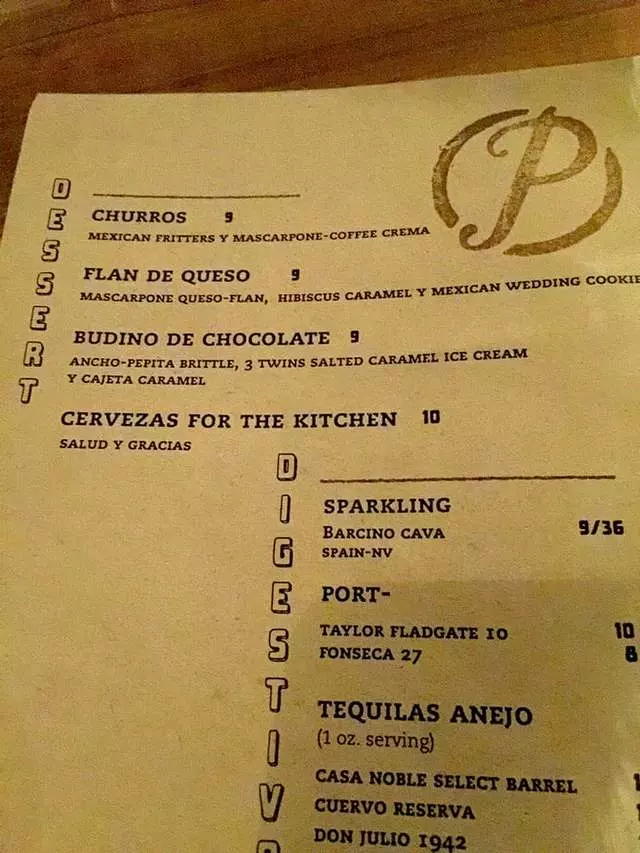 P
DESSERT
CHURROS 9
MEXICAN FRITTERS Y MASCARPONE-COFFEE CREMA
FLAN DE QUESO 9
MASCARPONE QUESO-FLAN, HIBISCUS CARAMEL Y MEXICAN WEDDING COOKIE
BUDINO DE CHOCOLATE 9
ANCHO-PEPITA BRITTLE, 3 TWINS SALTED CARAMEL ICE CREAM
Y CAJETA CARAMEL
CERVEZAS FOR THE KITCHEN 10
SALUD Y GRACIAS
DIGESTIV
SPARKLING
BARCINO CAVA 9/36
SPAIN-NV
PORT-
TAYLOR FLADGATE 10 10
FONSECA 27 8
TEQUILAS ANEJO
(1 oz. serving)
CASA NOBLE SELECT BARREL
CUERVO RESERVA
DON JULIO 1942